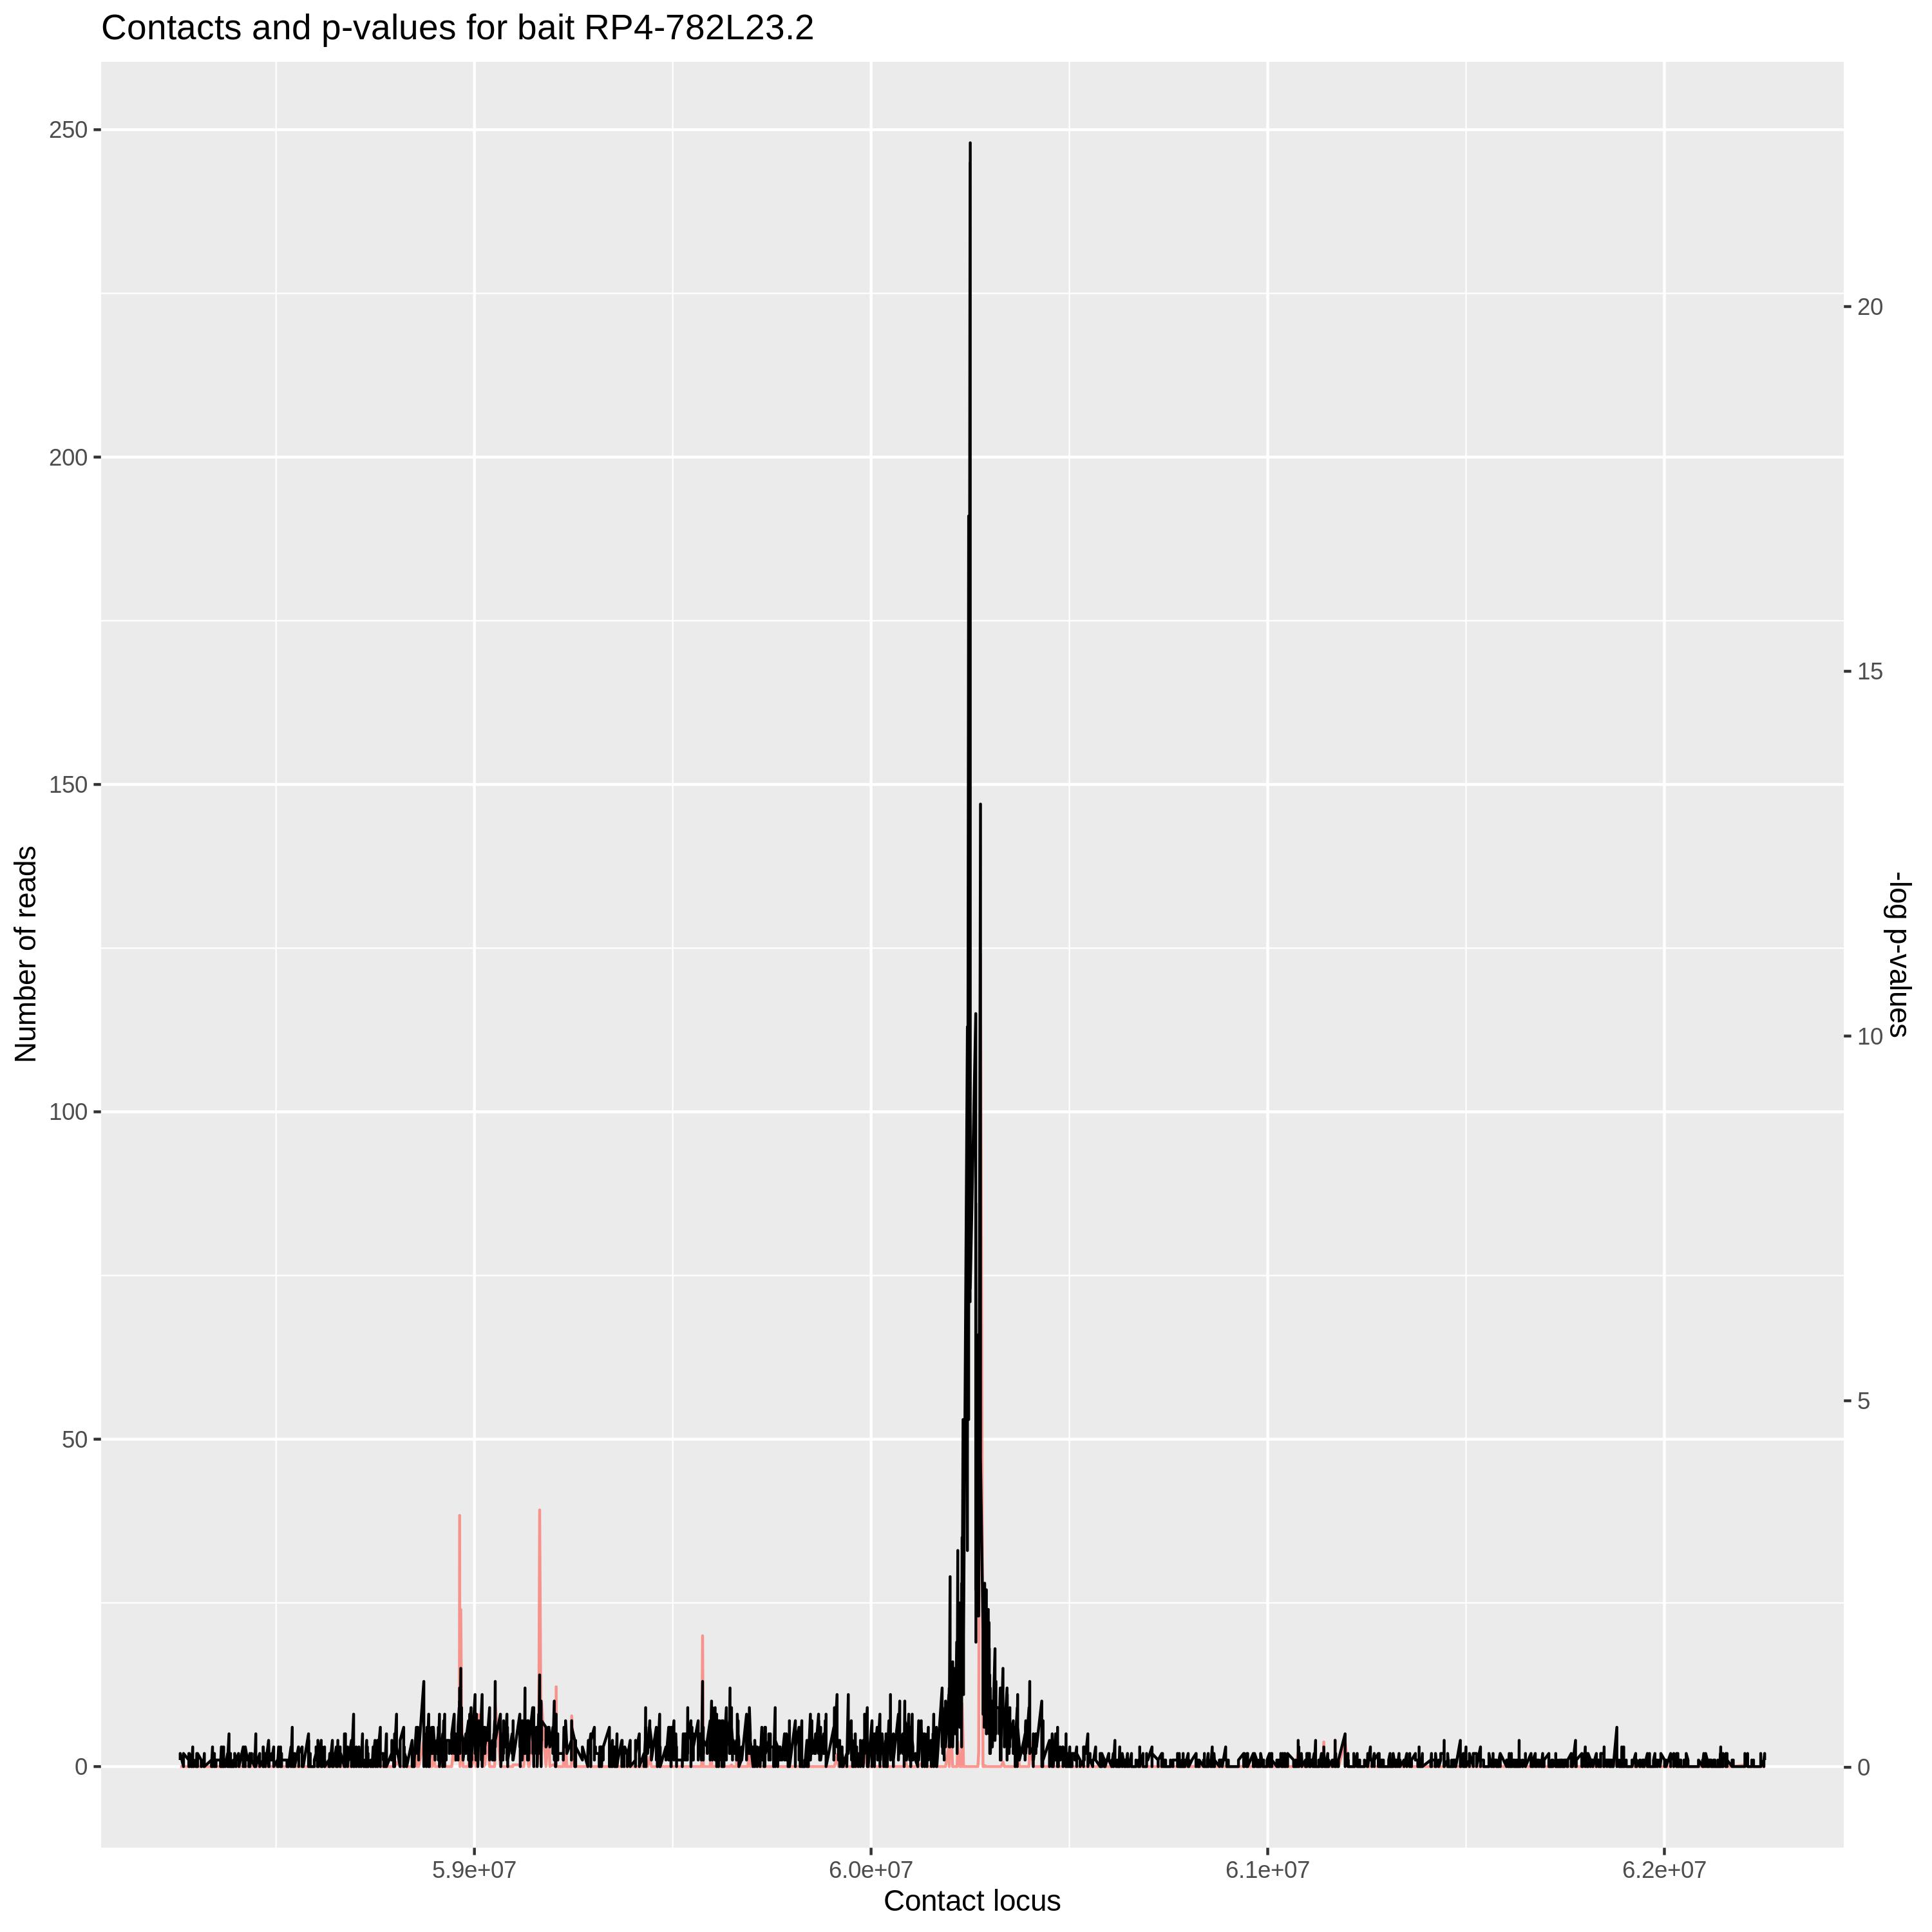 Contacts and p-values for bait RP4-782L23.2
250
200
150
100
50
0
Number of reads
20
15
10
5
0
-log p-values
5.9e+07
6.0e+07
6.1e+07
6.2e+07
Contact locus